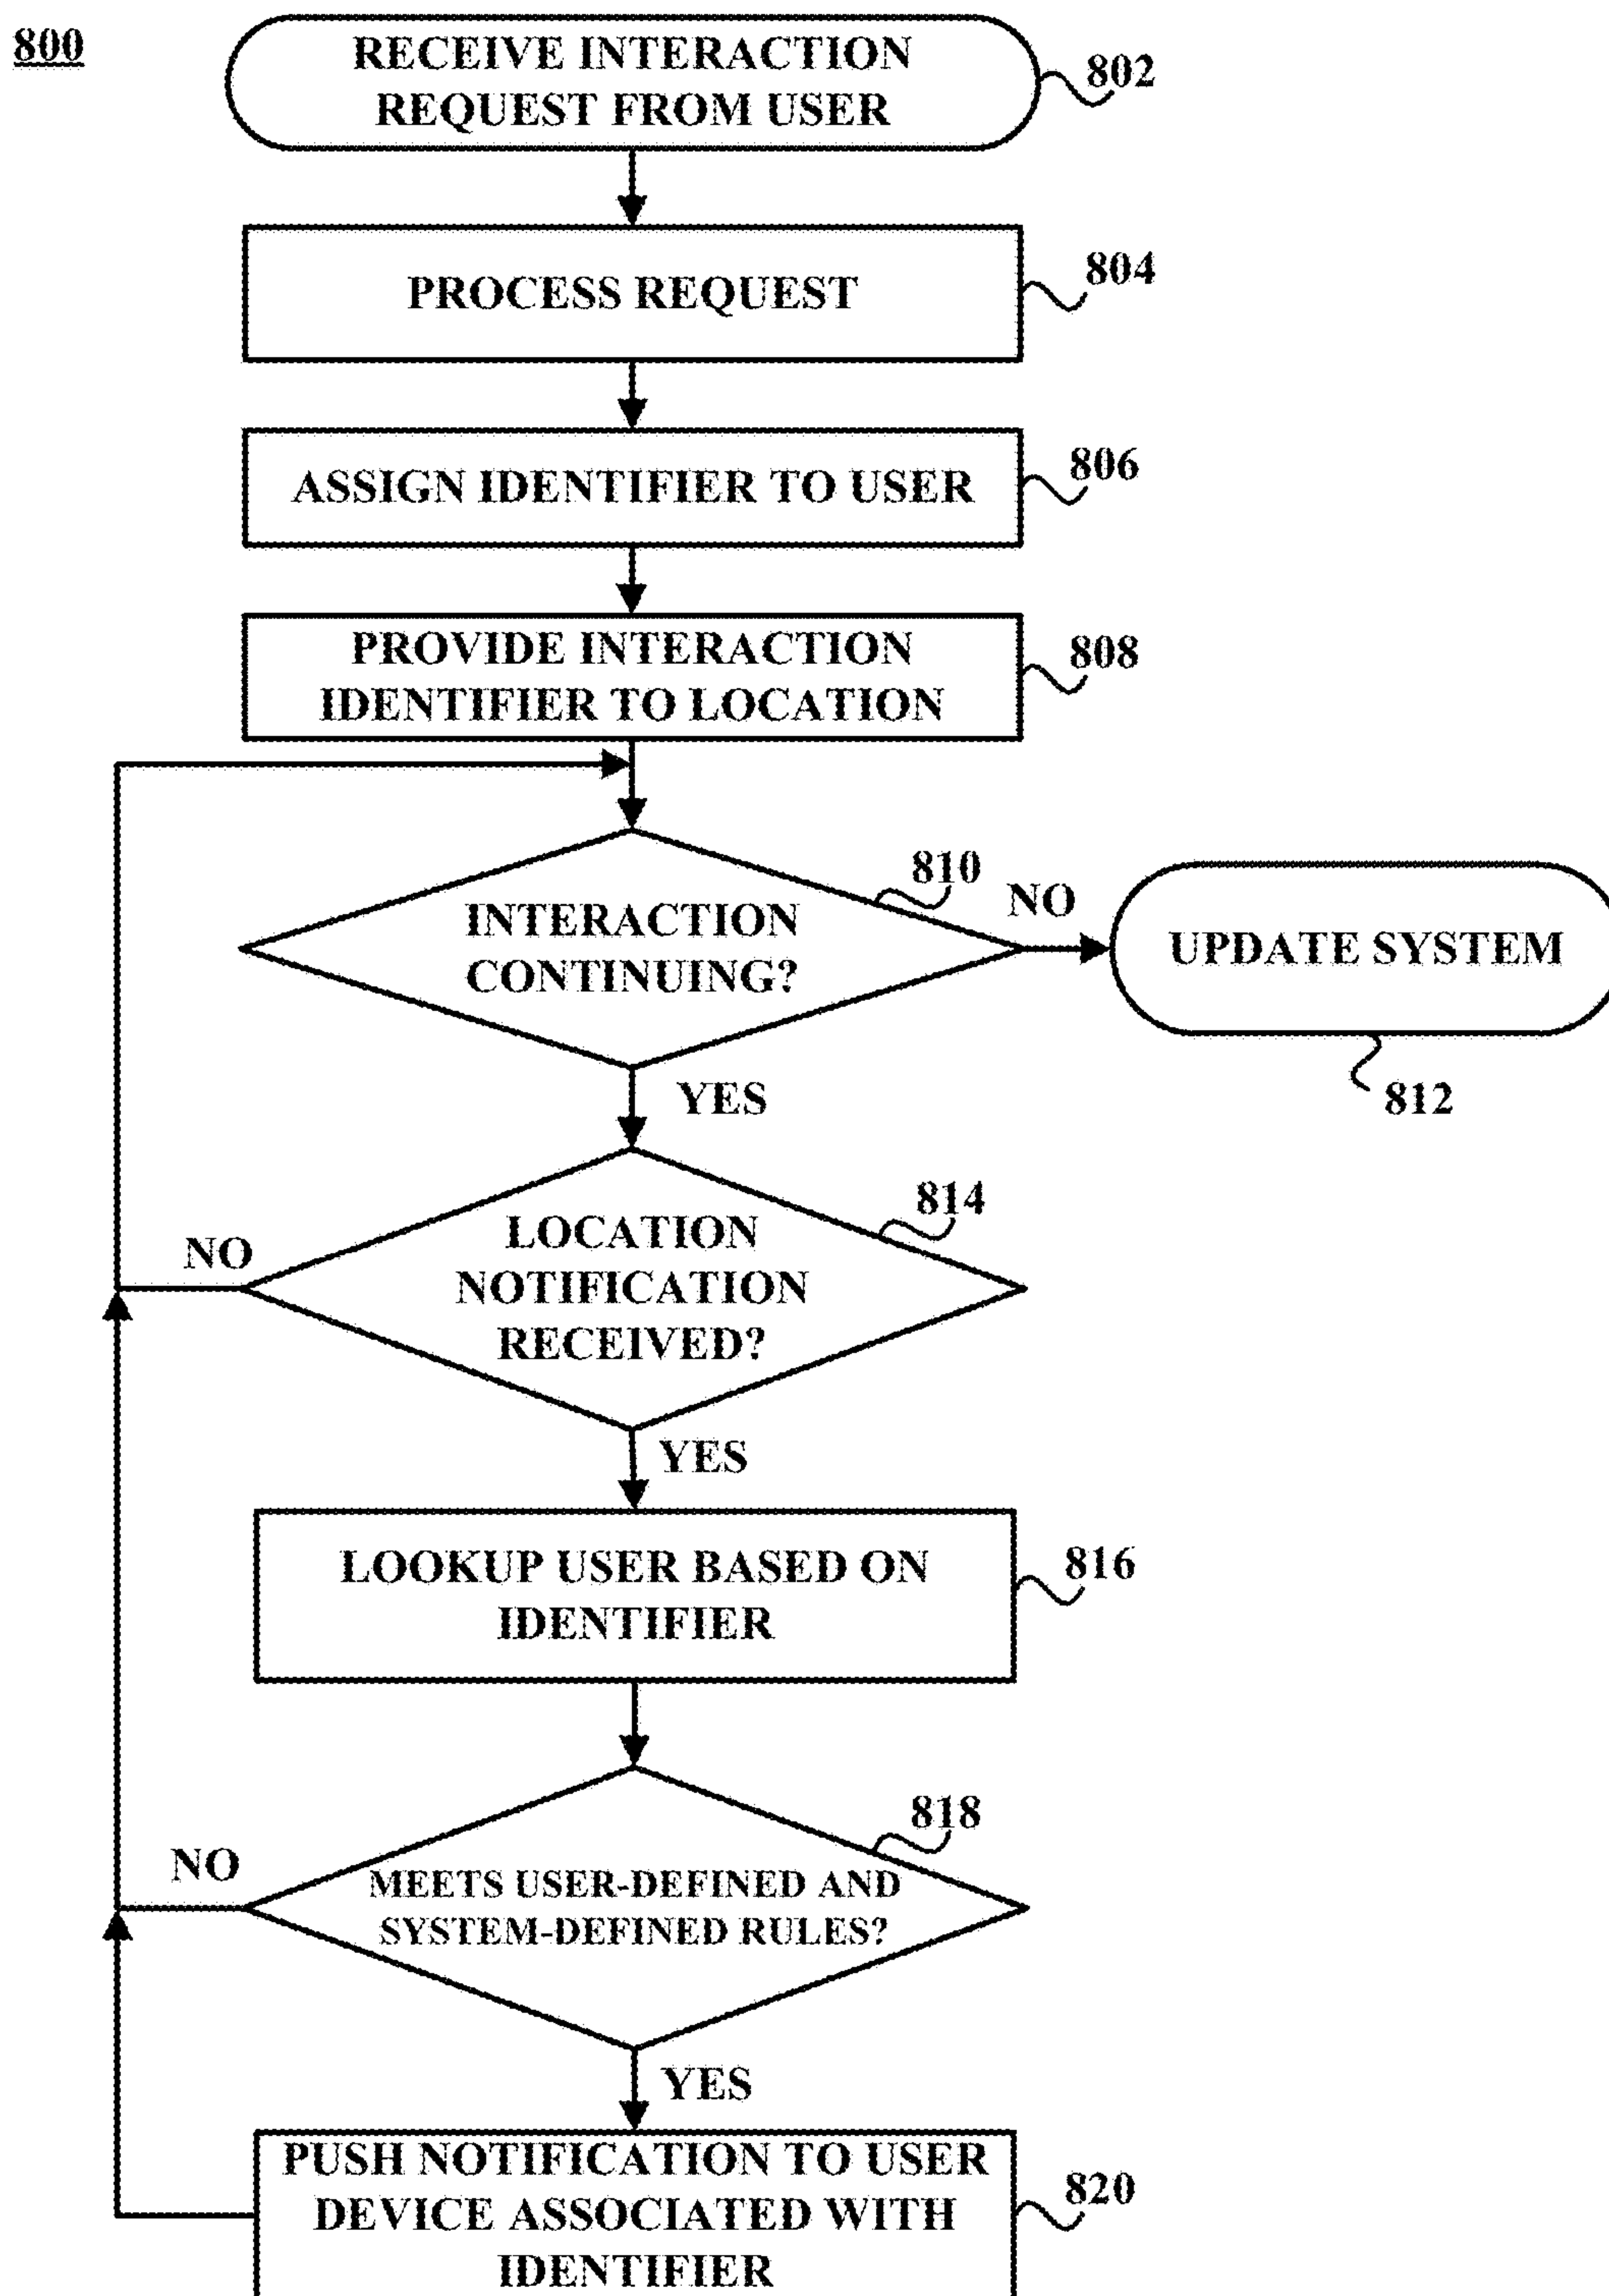 800
RECEIVE INTERACTION
REQUEST FROM USER
802
PROCESS REQUEST
804
ASSIGN IDENTIFIER TO USER
806
PROVIDE INTERACTION
IDENTIFIER TO LOCATION
808
INTERACTION
CONTINUING?
810
NO
UPDATE SYSTEM
812
YES
LOCATION
NOTIFICATION
RECEIVED?
814
NO
YES
LOOKUP USER BASED ON
IDENTIFIER
816
MEETS USER-DEFINED AND
SYSTEM-DEFINED RULES?
818
NO
YES
PUSH NOTIFICATION TO USER
DEVICE ASSOCIATED WITH
IDENTIFIER
820